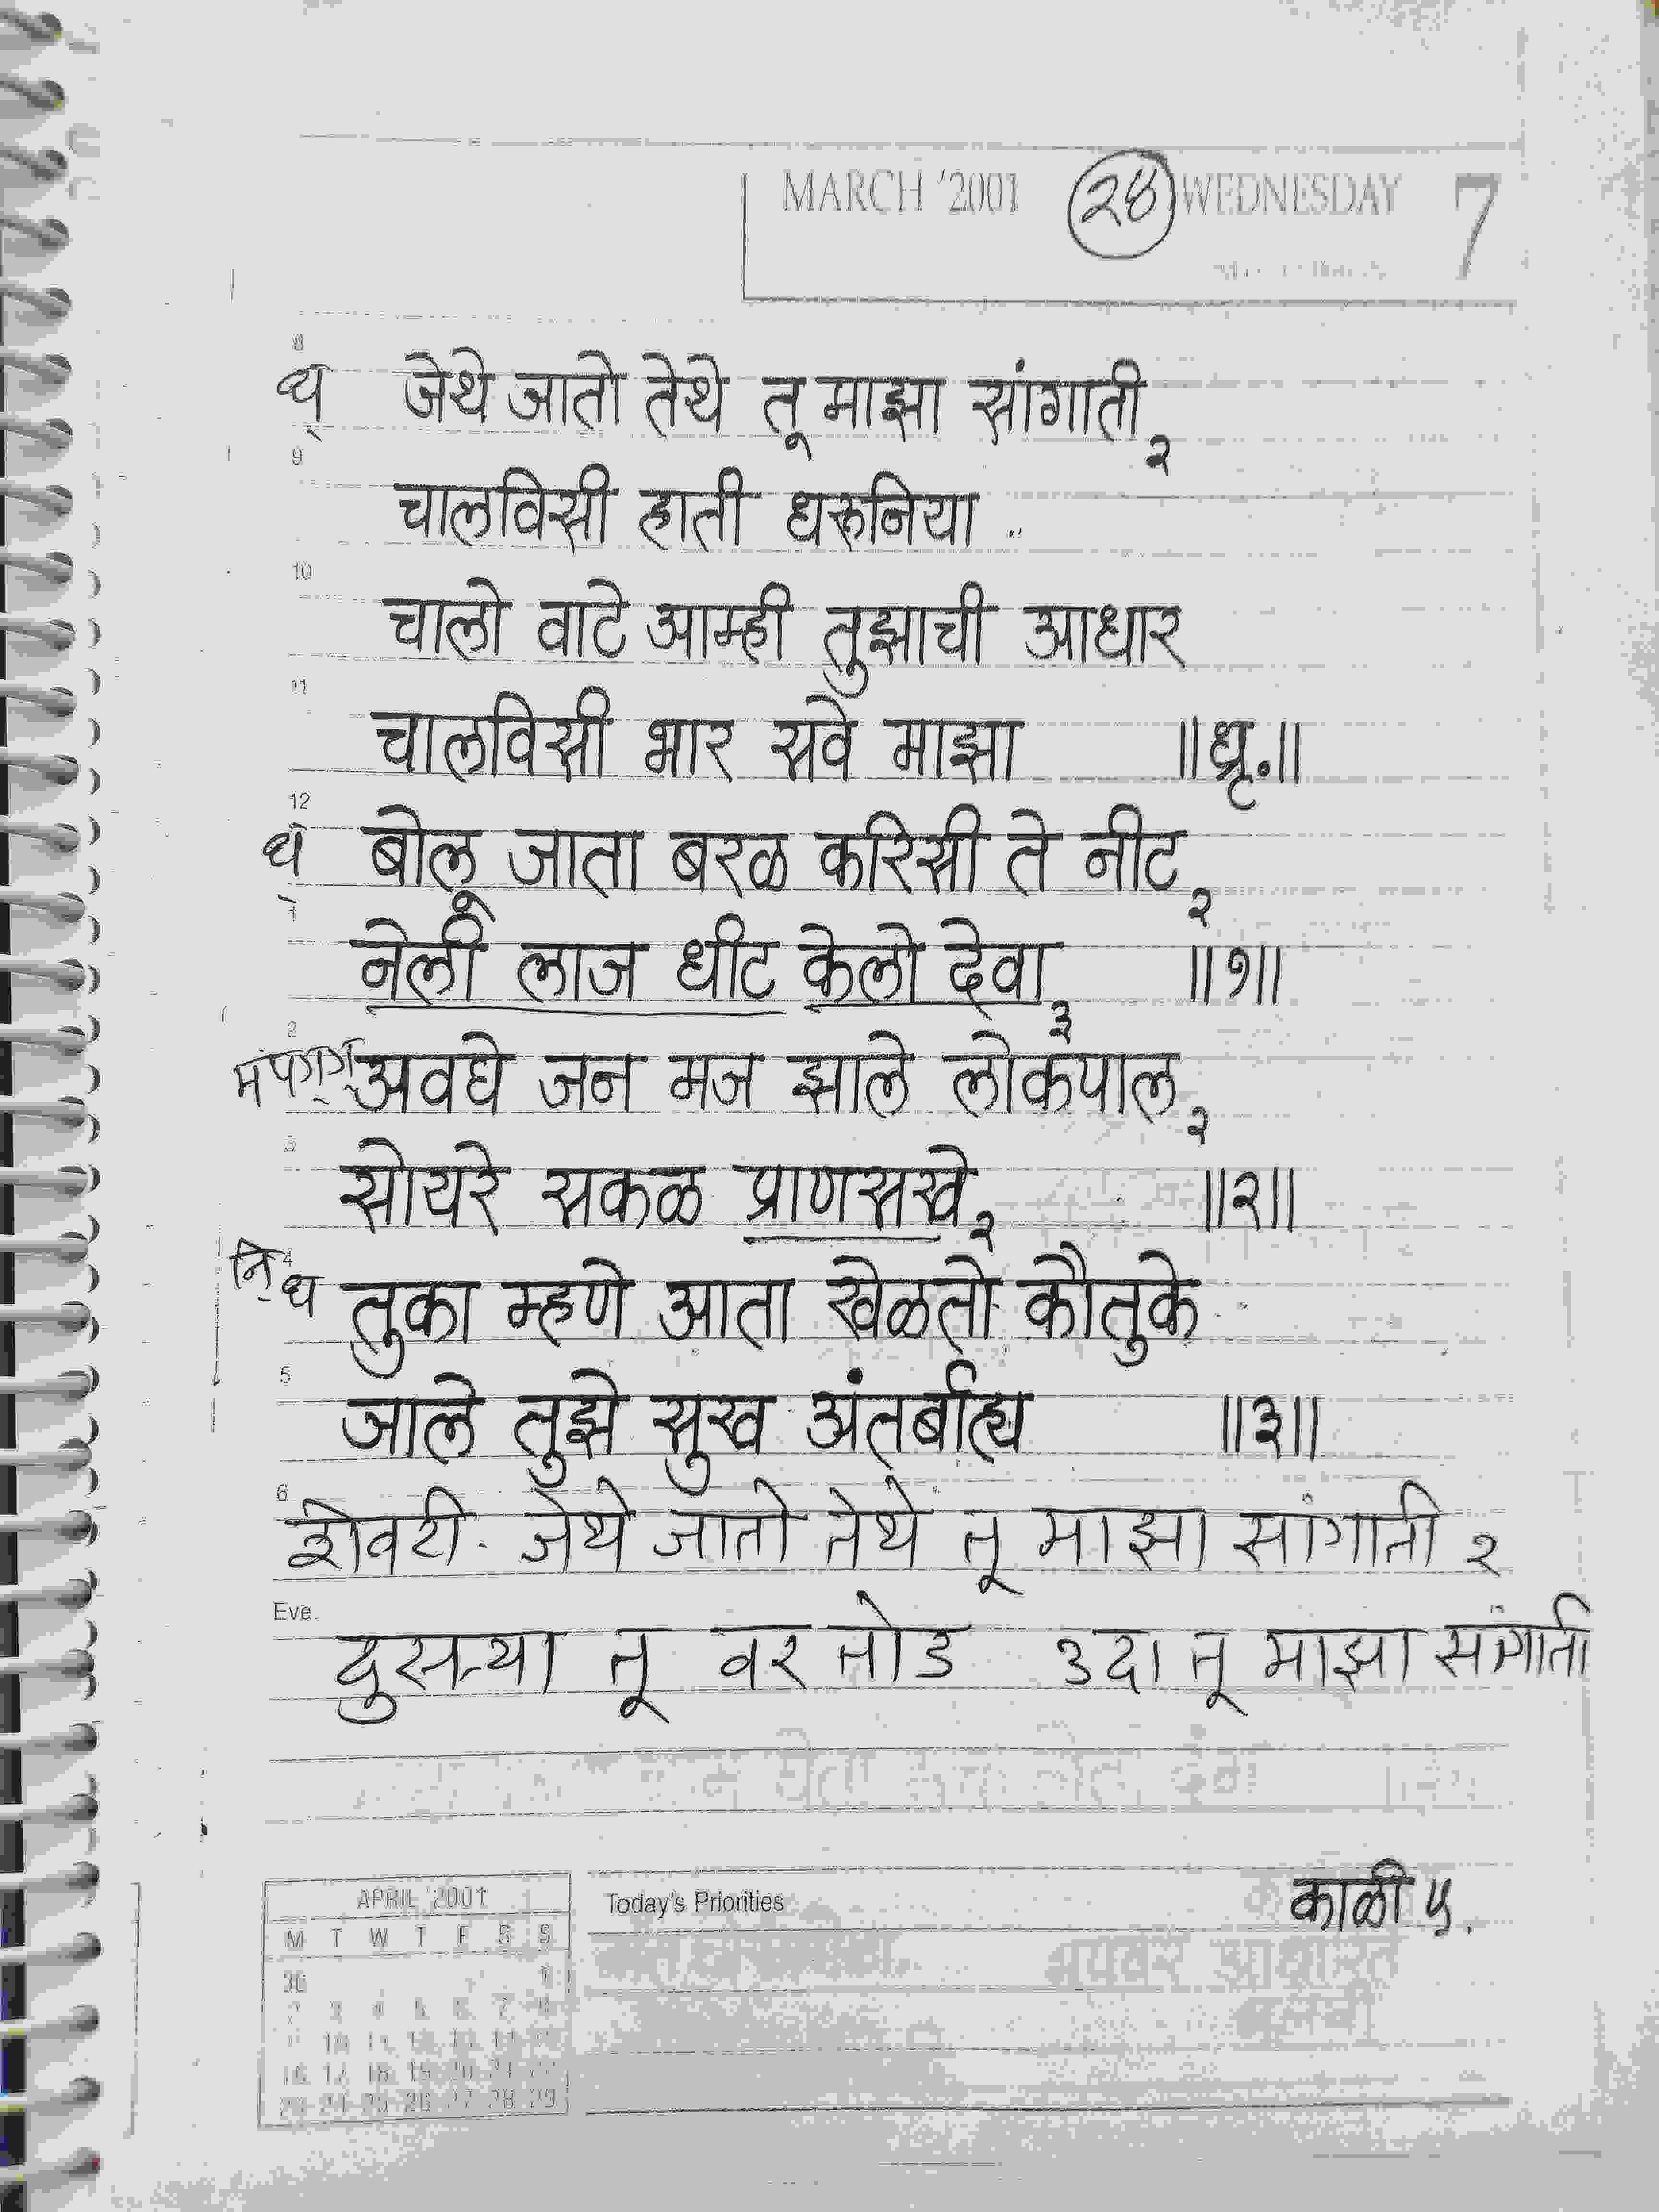 MARCH '2001 २४ WEDNESDAY 7
8
ध़ जेथे जातो तेथे तू माझा सांगाती २
9
चालविसी हाती धरुनिया
10
चालो वाटे आम्ही तुझाची आधार
11
चालविसी भार सवे माझा ॥ध्रृ.॥
12
ध़ बोलू जाता बरळ करिसी ते नीट २
1
नेली लाज धीट केलो देवा ३ ॥१॥
2
अवघे जन मज झाले लोकपाल २
3
सोयरे सकळ प्राणसखे २ ॥२॥
4
नि़ ध तुका म्हणे आता खेळतो कौतुके
5
जाले तुझे सुख अंतर्बाह्य ॥३॥
6
शेवटी. जेथे जातो तेथे तू माझा सांगाती २
Eve.
दुसऱ्या तू वर तोड ३दा तू माझा सांगाती
काळी ५.
APRIL 2001
Today's Priorities
M T W T F S S
30 1
2 3 4 5 6 7 8
9 10 11 12 13 14 15
16 17 18 19 20 21 22
23 24 25 26 27 28 29